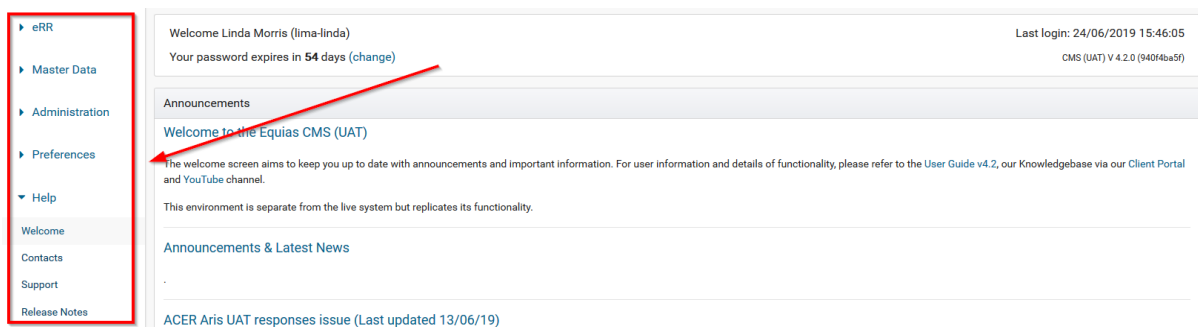 eRR
Master Data
Administration
Preferences
Help
Welcome
Contacts
Support
Release Notes
Welcome Linda Morris (lima-linda)
Last login: 24/06/2019 15:46:05
Your password expires in 54 days (change)
CMS (UAT) V 4.2.0 (940f4ba5f)
Announcements
Welcome to the Equias CMS (UAT)
The welcome screen aims to keep you up to date with announcements and important information. For user information and details of functionality, please refer to the User Guide v4.2, our Knowledgebase via our Client Portal
and YouTube channel.
This environment is separate from the live system but replicates its functionality.
Announcements & Latest News
.
ACER Aris UAT responses issue (Last updated 13/06/19)